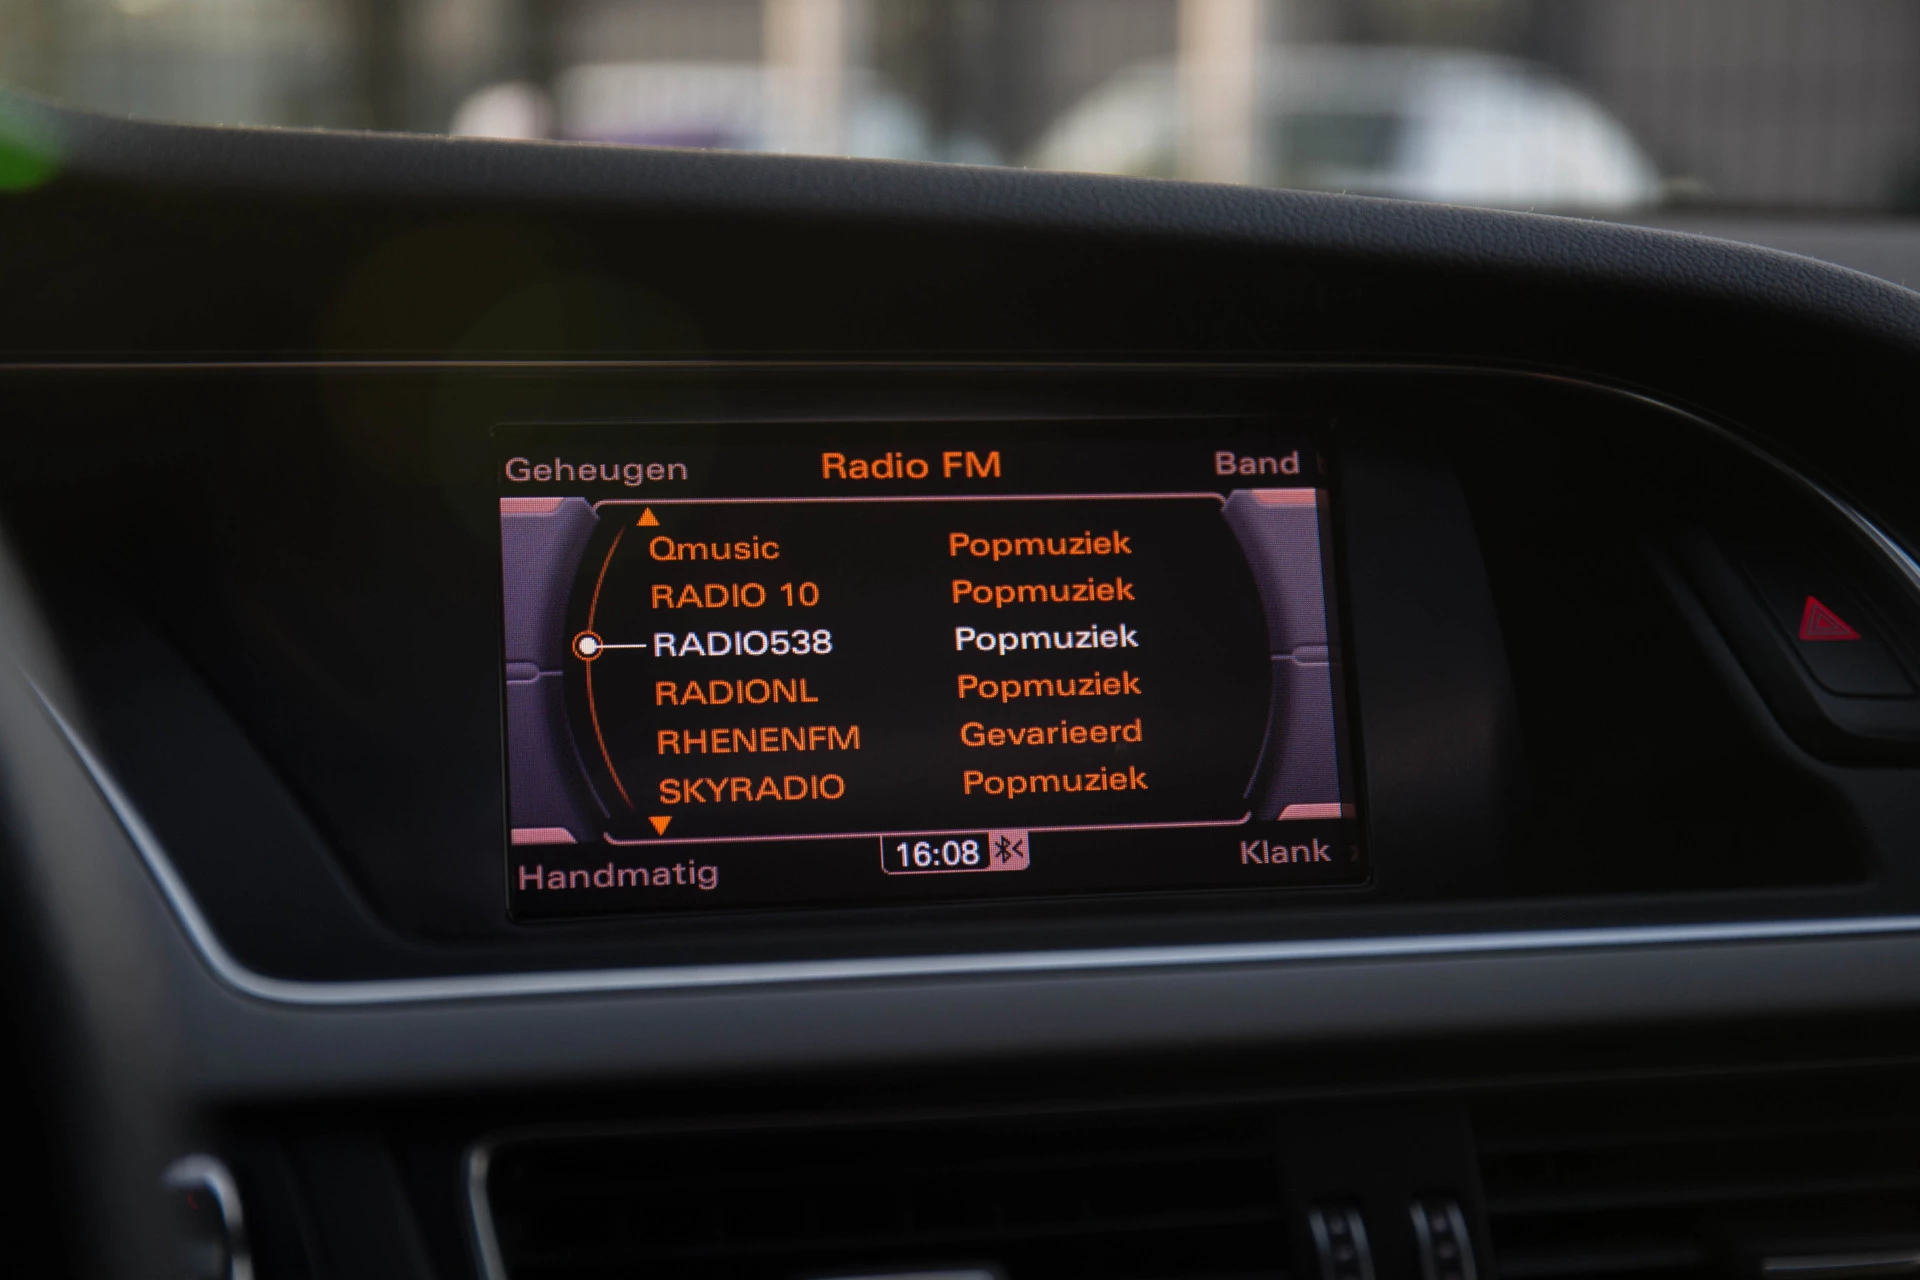 Geheugen Radio FM Band
Qmusic Popmuziek
RADIO 10 Popmuziek
RADIO538 Popmuziek
RADIONL Popmuziek
RHENENFM Gevarieerd
SKYRADIO Popmuziek
Handmatig 16:08 Klank